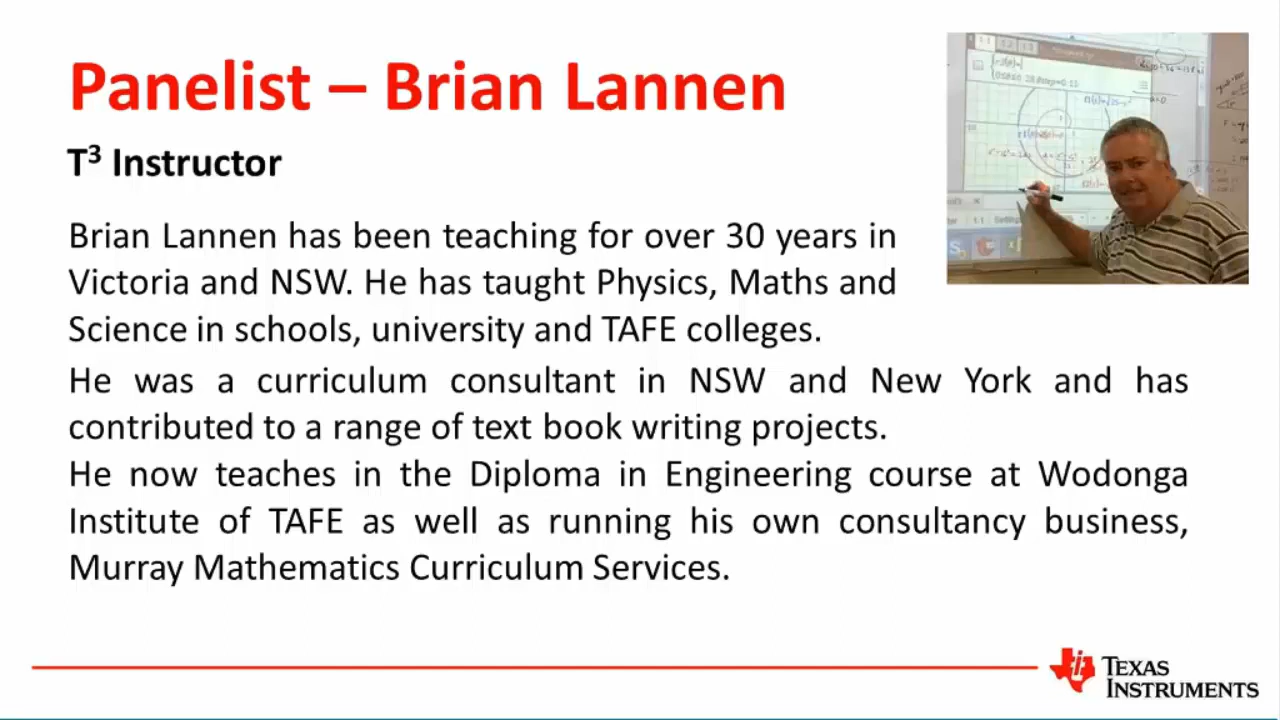 Panelist – Brian Lannen
T³ Instructor
Brian Lannen has been teaching for over 30 years in
Victoria and NSW. He has taught Physics, Maths and
Science in schools, university and TAFE colleges.
He was a curriculum consultant in NSW and New York and has
contributed to a range of text book writing projects.
He now teaches in the Diploma in Engineering course at Wodonga
Institute of TAFE as well as running his own consultancy business,
Murray Mathematics Curriculum Services.
TEXAS
INSTRUMENTS